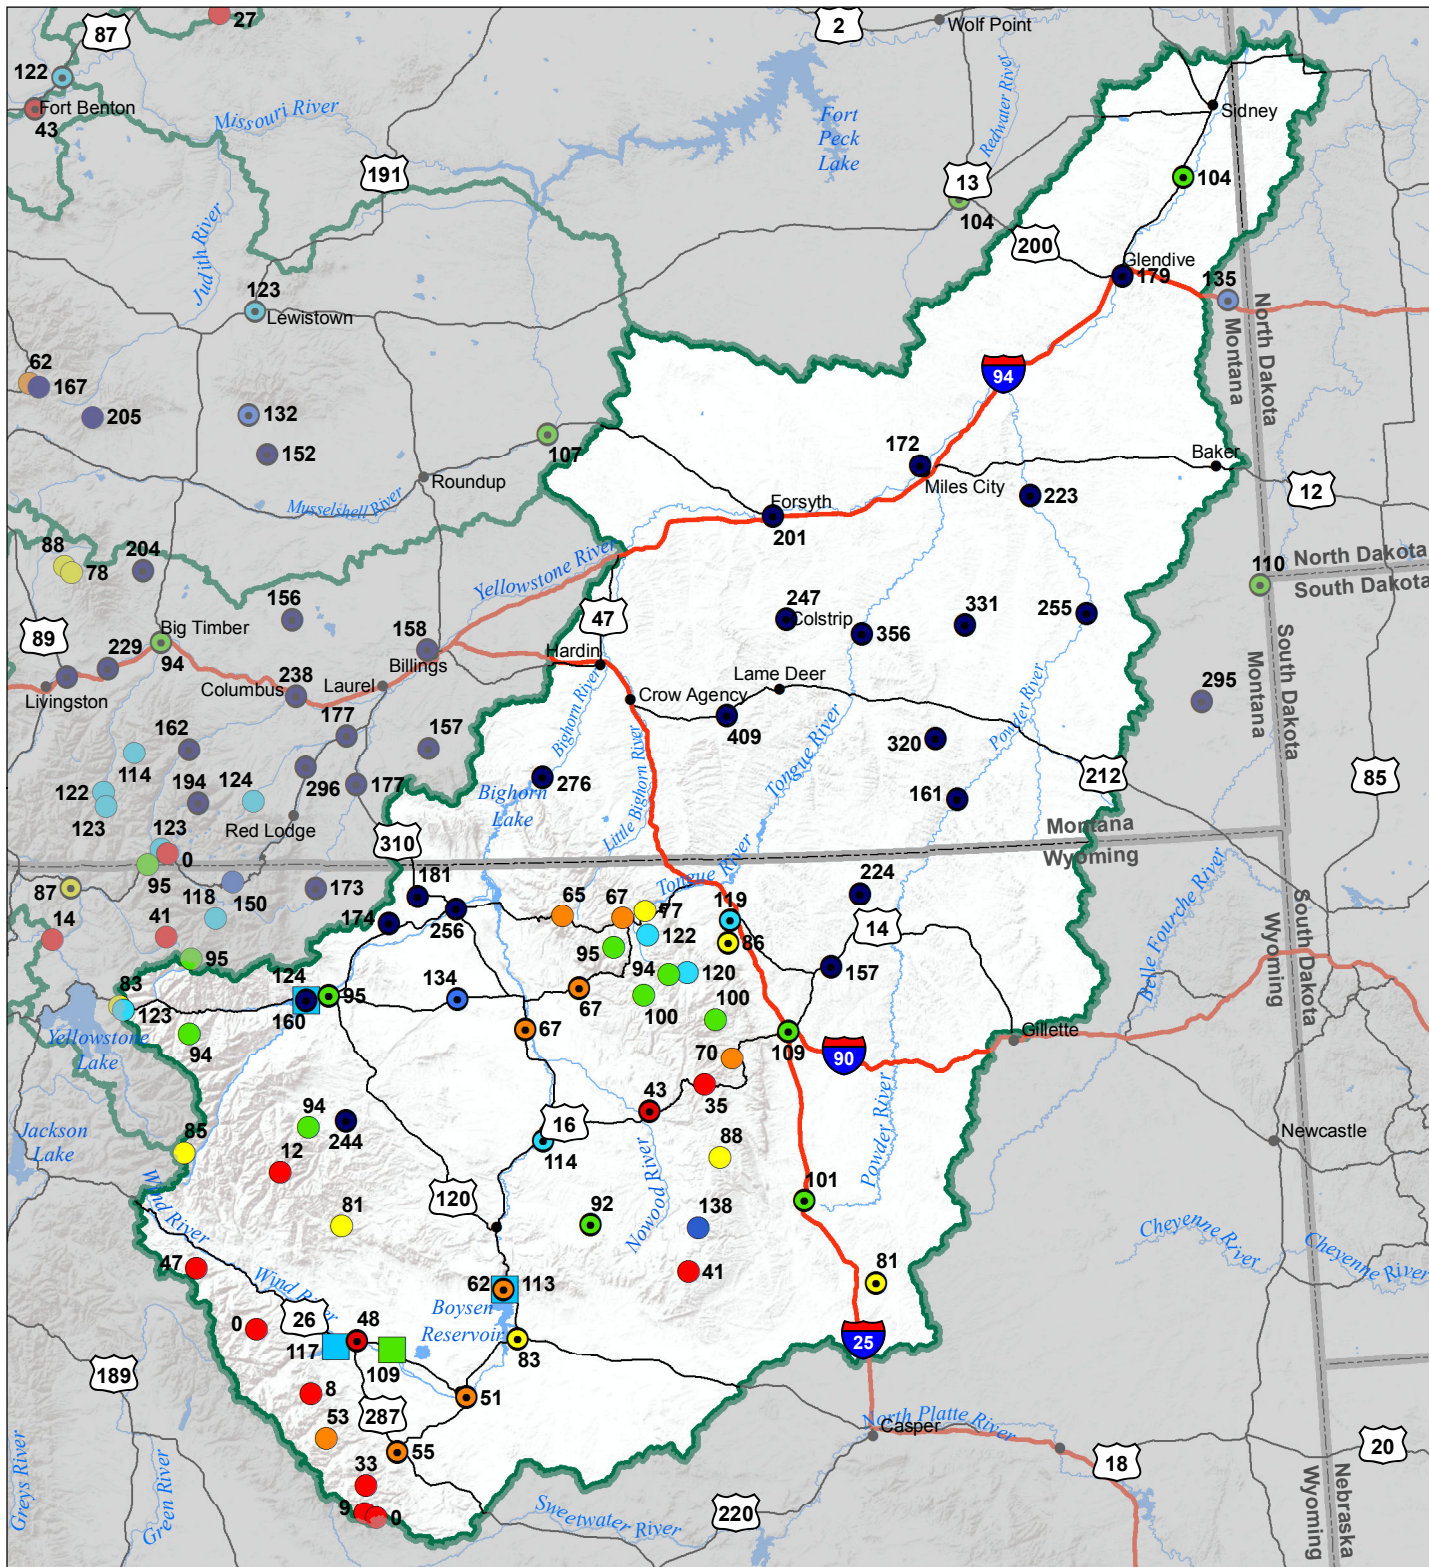 27
87
2
Wolf Point
122
Fort Benton
43
Missouri River
Redwater River
Fort
Peck
Lake
Sidney
191
13
104
104
Judith River
200
Glendive
179
135
123
Lewistown
North Dakota
Montana
62
167
94
205
132
152
107
172
Baker
Roundup
Miles City
223
12
Musselshell River
Forsyth
201
88
78
204
Yellowstone River
North Dakota
110
South Dakota
156
247
Colstrip
331
255
47
356
89
Big Timber
94
158
229
Billings
Hardin
South Dakota
Montana
238
Livingston
Columbus
Laurel
Lame Deer
Crow Agency
295
409
177
162
157
Bighorn River
Little Bighorn River
Tongue River
Powder River
320
114
276
212
85
122
194
124
296
177
161
123
Bighorn
Lake
Red Lodge
123
0
310
Montana
Wyoming
95
Tongue River
87
118
150
173
181
224
Belle Fourche River
14
41
174
256
65
67
77
119
14
South Dakota
Wyoming
95
122
86
95
83
124
94
120
157
123
160
95
134
67
100
100
Yellowstone
Lake
94
67
109
Gillette
70
90
43
35
94
244
16
Powder River
Jackson
Lake
85
12
114
88
Newcastle
Wind River
120
101
81
92
Nowood River
138
Cheyenne River
Cheyenne River
47
41
81
Wind River
62
113
26
48
Boysen
Reservoir
0
117
109
83
25
189
8
51
287
53
55
North Platte River
Casper
20
18
33
Greys River
Green River
9
0
Sweetwater River
220
Nebraska
Wyoming